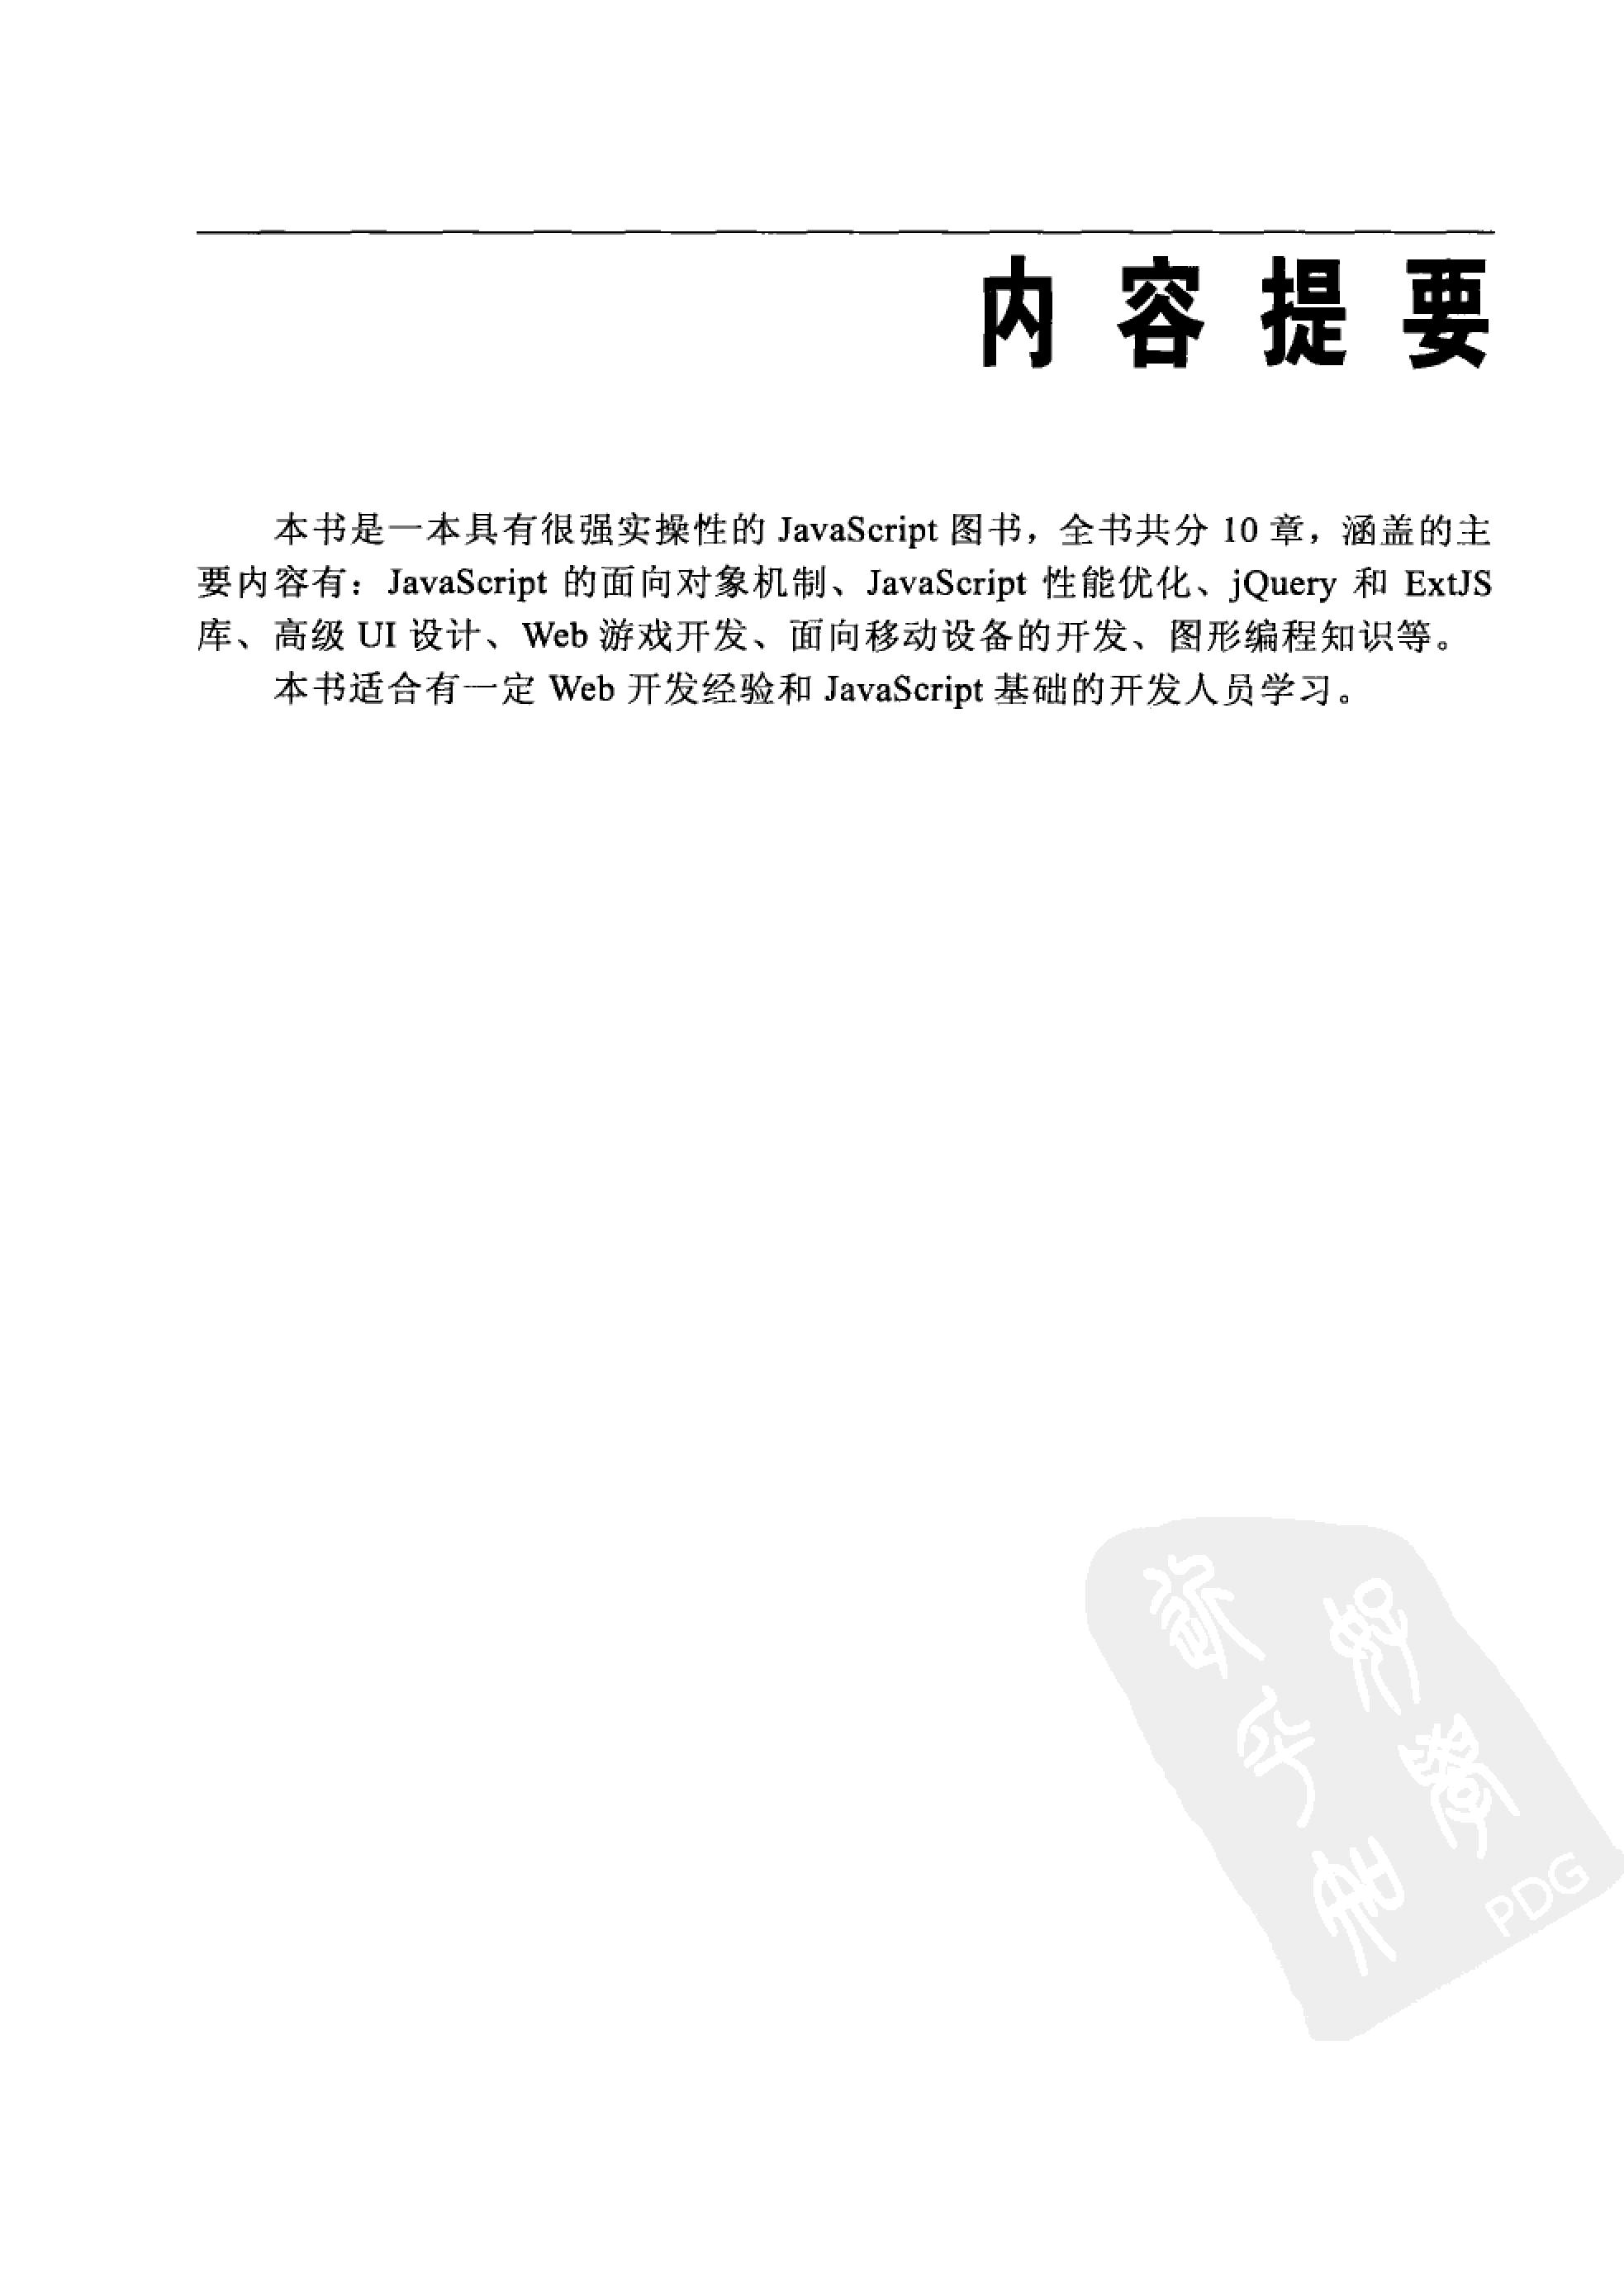 内容提要
本书是一本具有很强实操性的 JavaScript 图书，全书共分 10 章，涵盖的主
要内容有：JavaScript 的面向对象机制、JavaScript 性能优化、jQuery 和 ExtJS
库、高级 UI 设计、Web 游戏开发、面向移动设备的开发、图形编程知识等。
本书适合有一定 Web 开发经验和 JavaScript 基础的开发人员学习。
PDG